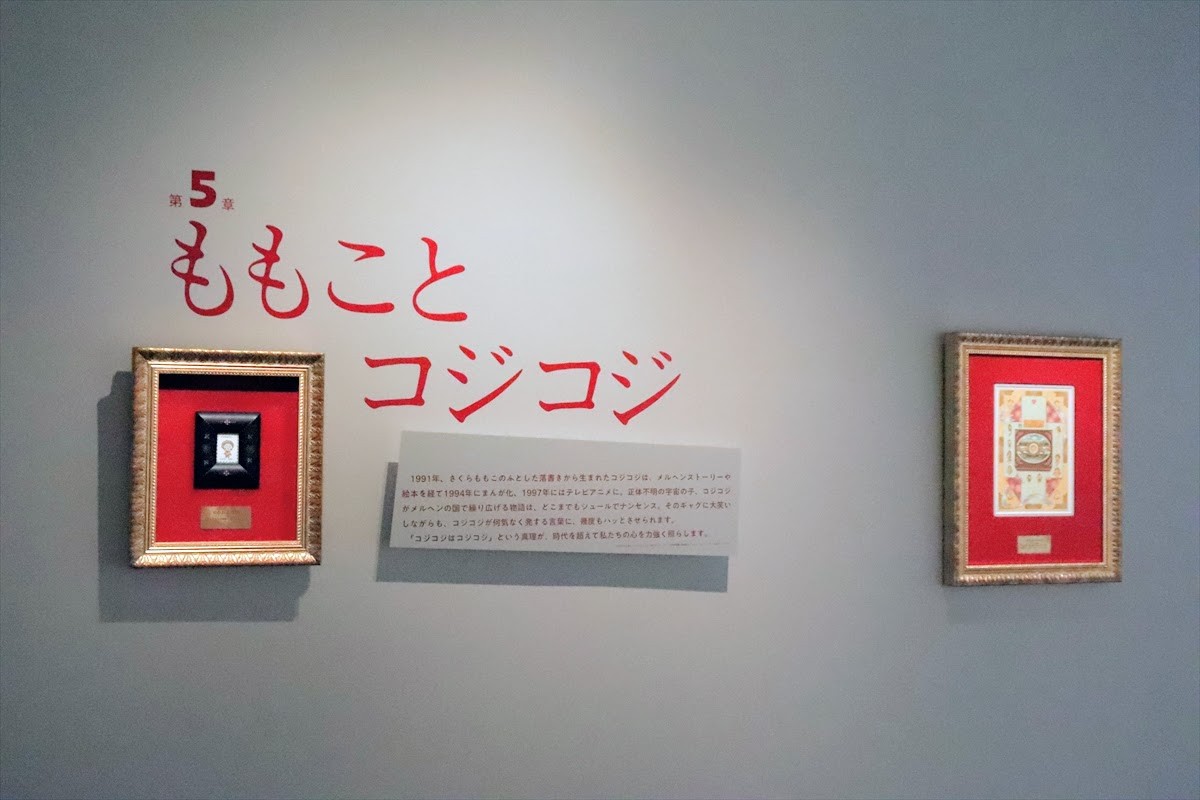 第5章
ももこと
コジコジ
1991年、さくらももこのふとした落書きから生まれたコジコジは、メルヘンストーリーや
絵本を経て1994年にまんが化、1997年にはテレビアニメに。正体不明の宇宙の子、コジコジ
がメルヘンの国で繰り広げる物語は、どこまでもシュールでナンセンス。そのギャグに大笑い
しながらも、コジコジが何気なく発する言葉に、幾度もハッとさせられます。
「コジコジはコジコジ」という真理が、時代を超えて私たちの心を力強く照らします。